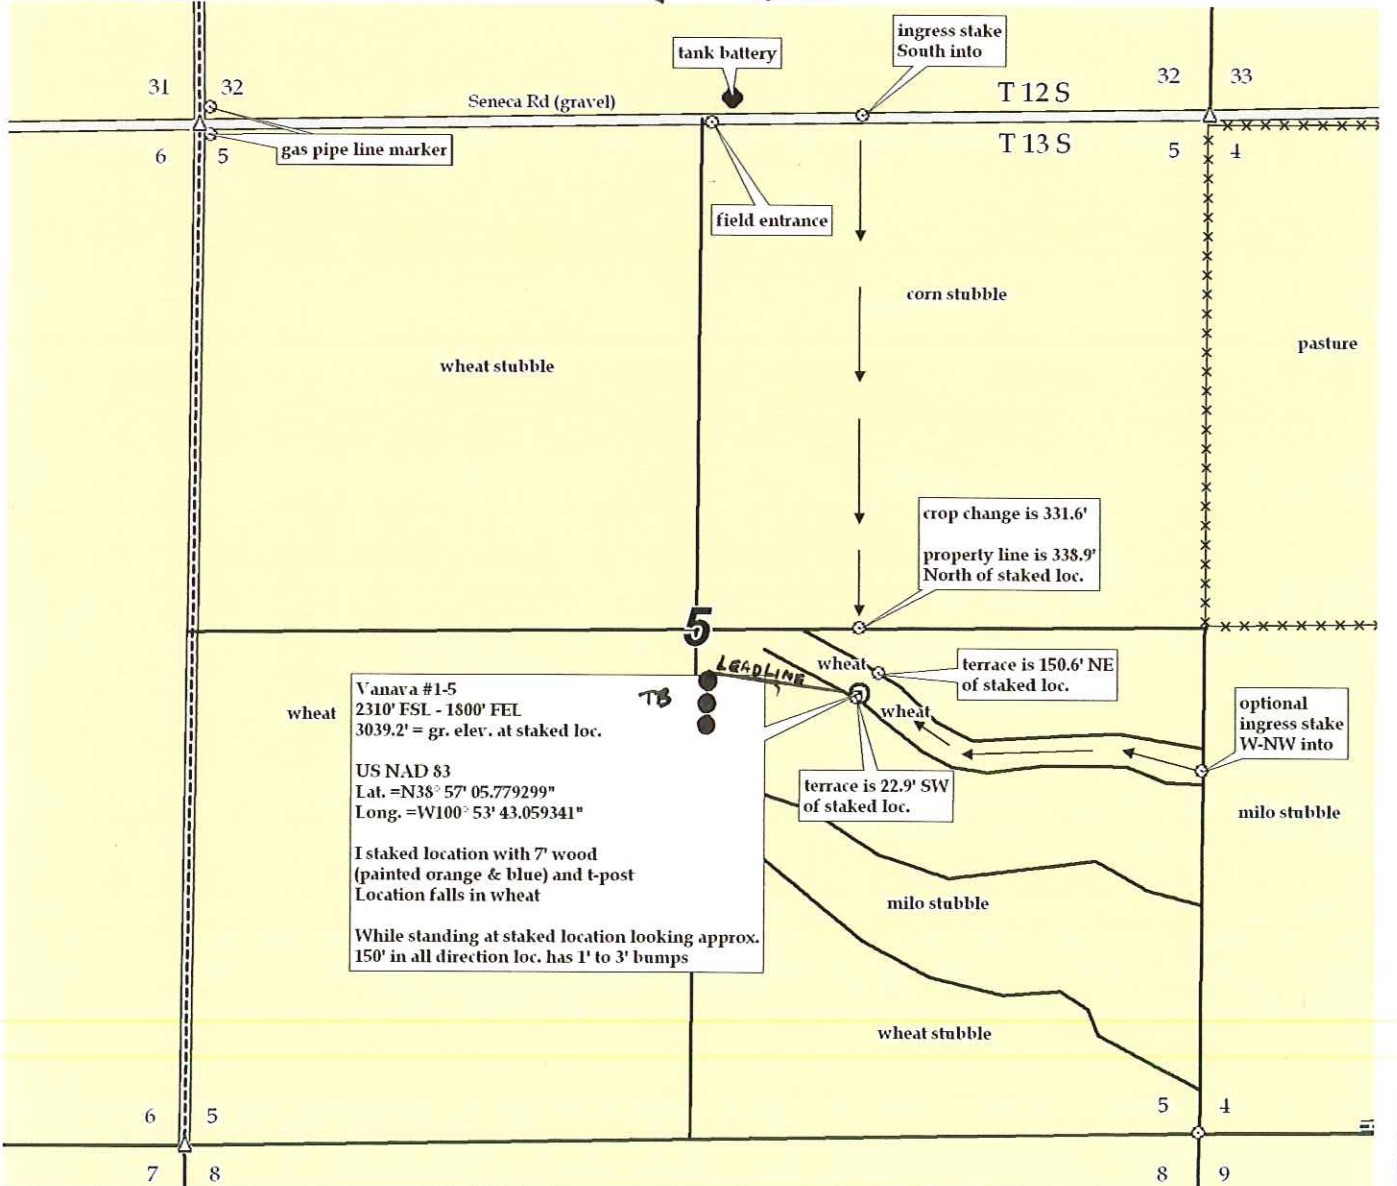 ingress stake
South into
tank battery
31
32
32
33
T 12 S
Seneca Rd (gravel)
gas pipe line marker
6
5
T 13 S
5
4
field entrance
corn stubble
pasture
wheat stubble
crop change is 331.6'
property line is 338.9'
North of staked loc.
5
LEADLINE
TB
wheat
terrace is 150.6' NE
of staked loc.
wheat
wheat
optional
ingress stake
W-NW into
Vanava #1-5
2310' FSL - 1800' FEL
3039.2' = gr. elev. at staked loc.
US NAD 83
Lat. =N38° 57' 05.779299"
Long. =W100° 53' 43.059341"
I staked location with 7' wood
(painted orange & blue) and t-post
Location falls in wheat
While standing at staked location looking approx.
150' in all direction loc. has 1' to 3' bumps
terrace is 22.9' SW
of staked loc.
milo stubble
milo stubble
wheat stubble
6
5
5
4
7
8
8
9